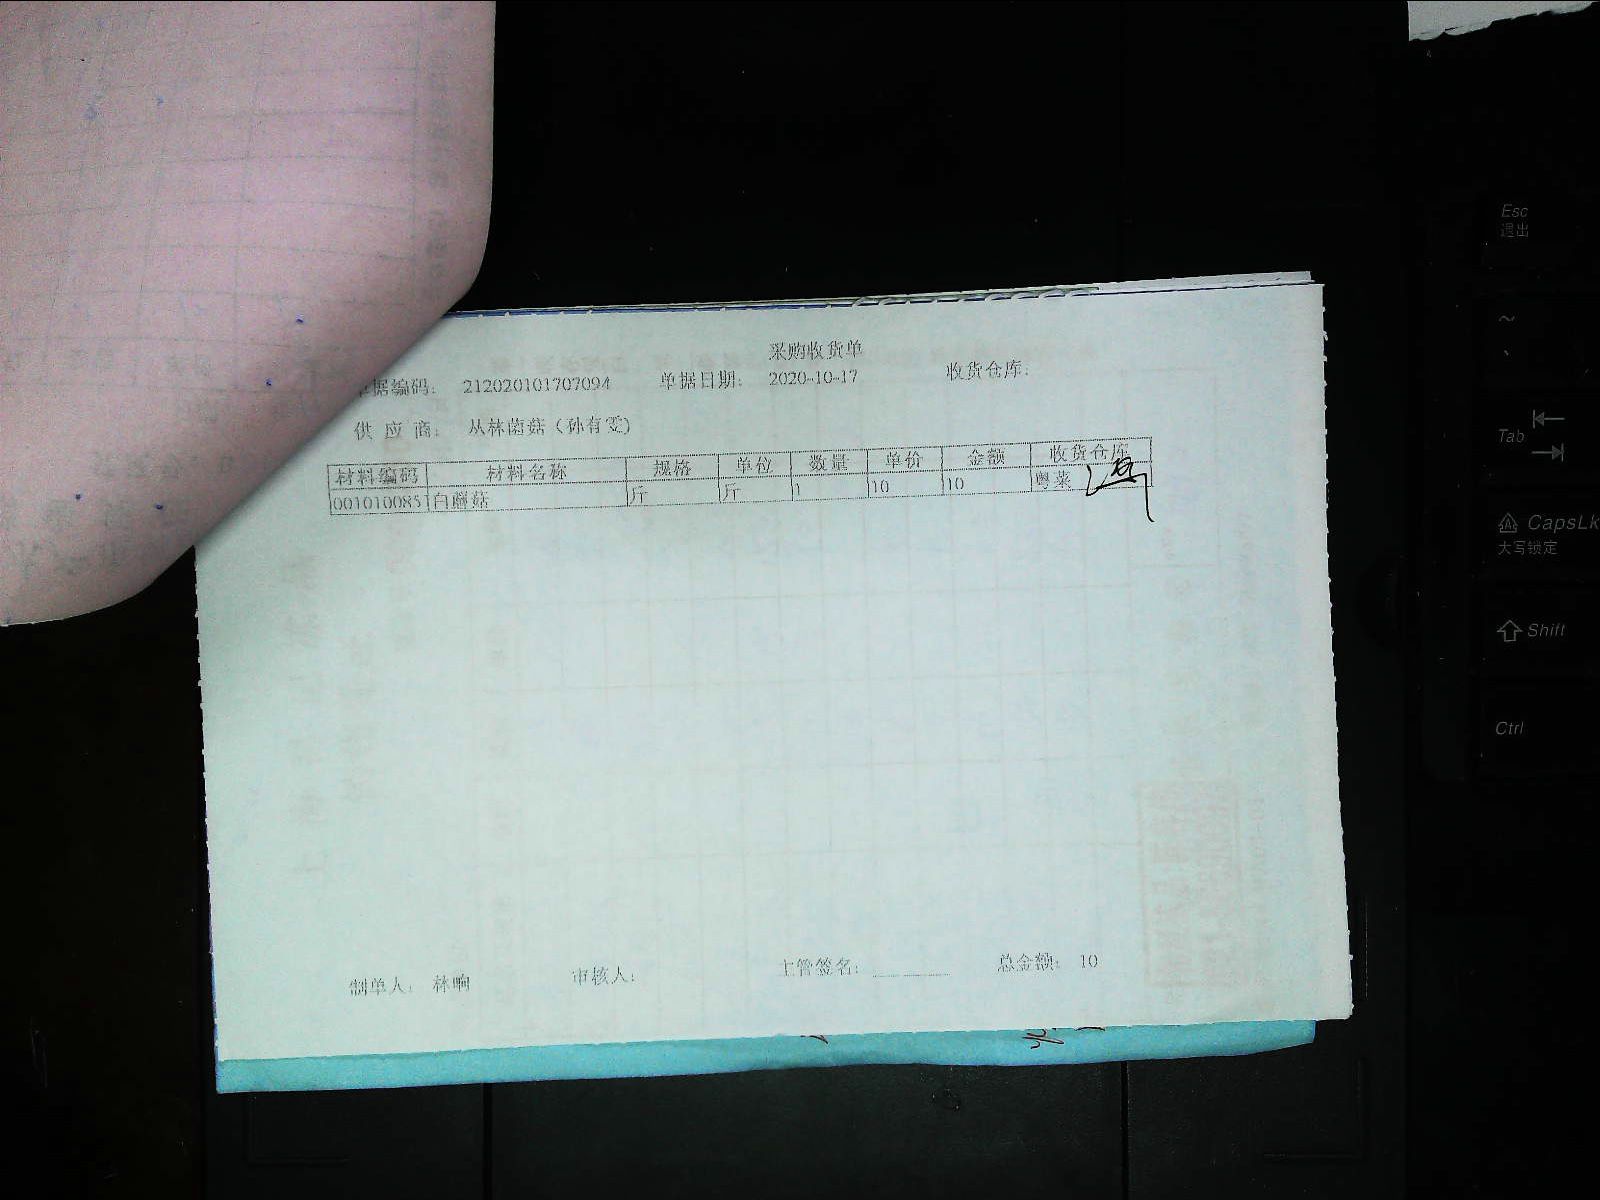 采购收货单
单据编码: 212020101707094 单据日期: 2020-10-17 收货仓库:
供应商: 丛林菌菇(孙有雯)
材料编码 材料名称 规格 单位 数量 单价 金额 收货仓库
001010085 白蘑菇 斤 斤 1 10 10 粤菜
制单人: 林响 审核人: 主管签名: 总金额: 10
Esc
退出
~
Tab
CapsLk
大写锁定
Shift
Ctrl